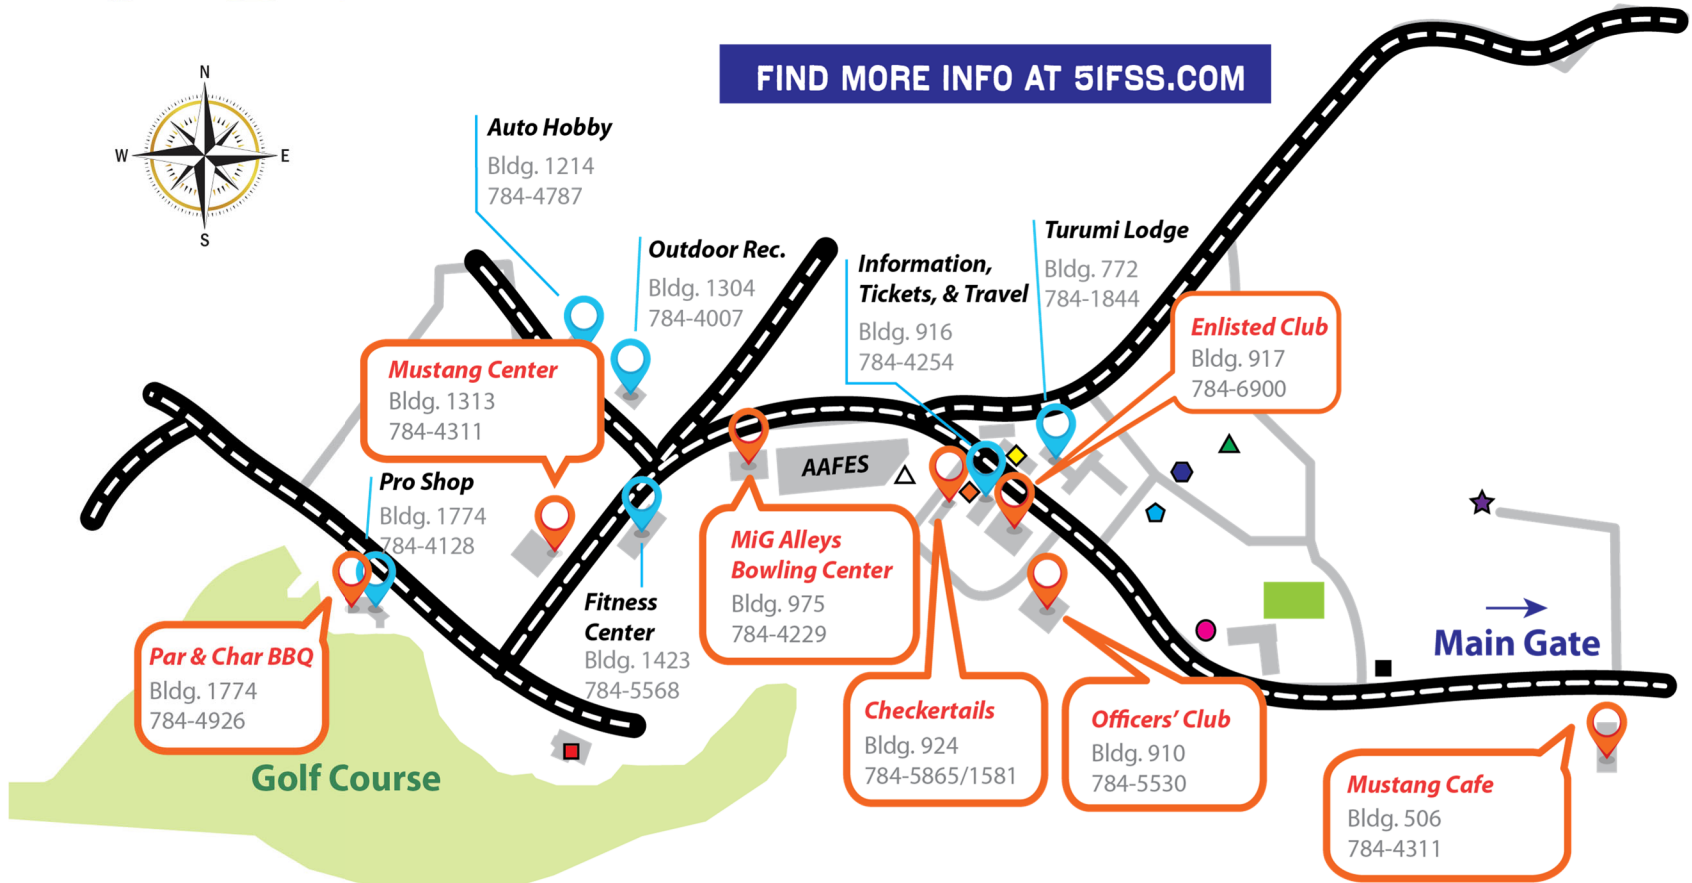 FIND MORE INFO AT 51FSS.COM
N
W
E
S
Auto Hobby
Bldg. 1214
784-4787
Outdoor Rec.
Bldg. 1304
784-4007
Information,
Tickets, & Travel
Bldg. 916
784-4254
Turumi Lodge
Bldg. 772
784-1844
Enlisted Club
Bldg. 917
784-6900
Mustang Center
Bldg. 1313
784-4311
AAFES
Pro Shop
Bldg. 1774
784-4128
MiG Alleys
Bowling Center
Bldg. 975
784-4229
Fitness
Center
Bldg. 1423
784-5568
Par & Char BBQ
Bldg. 1774
784-4926
Main Gate
Checkertails
Bldg. 924
784-5865/1581
Officers' Club
Bldg. 910
784-5530
Golf Course
Mustang Cafe
Bldg. 506
784-4311